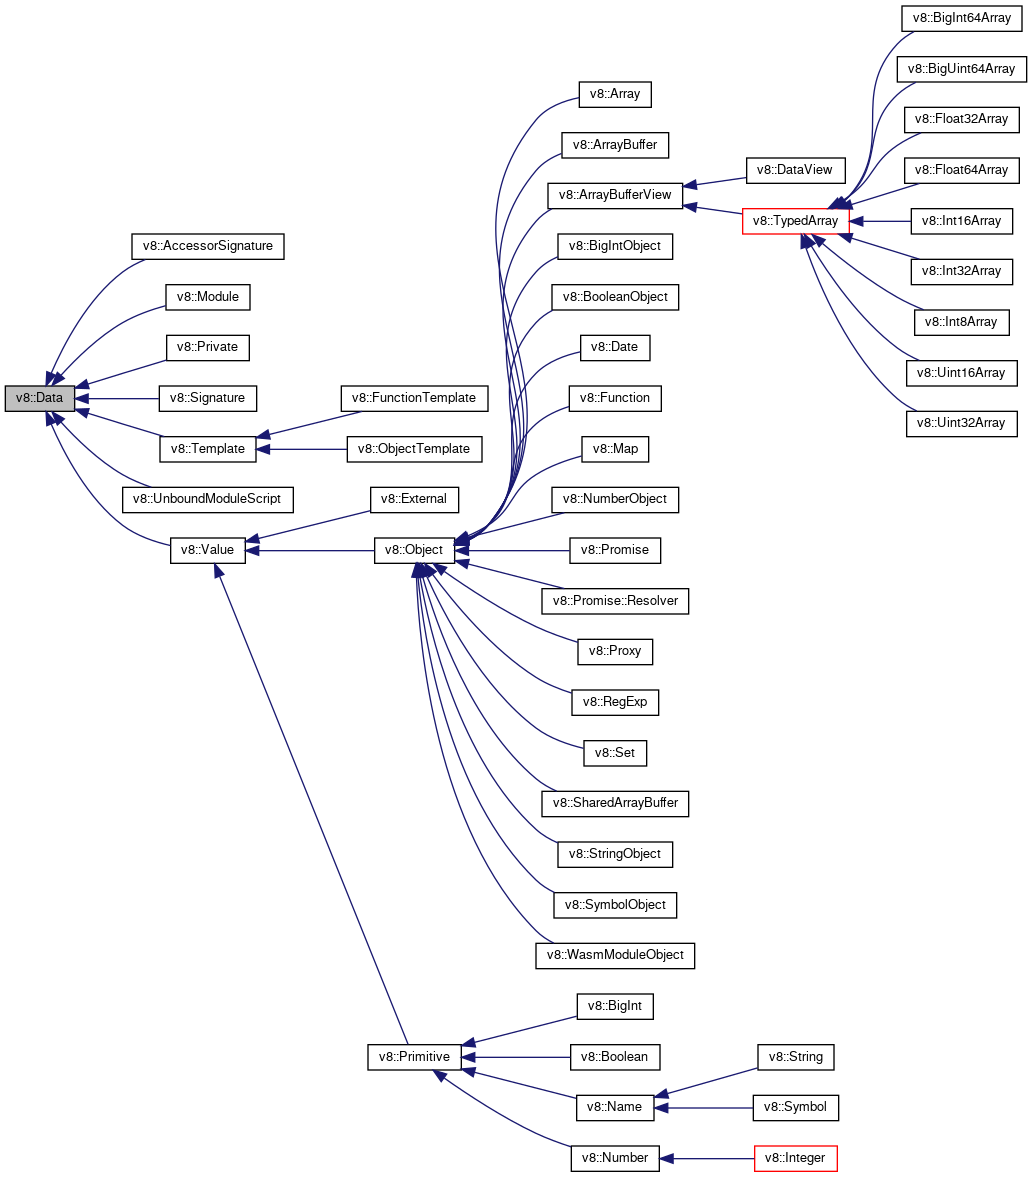 v8::BigInt64Array
v8::BigUint64Array
v8::Array
v8::Float32Array
v8::ArrayBuffer
v8::DataView
v8::Float64Array
v8::ArrayBufferView
v8::TypedArray
v8::Int16Array
v8::AccessorSignature
v8::BigIntObject
v8::Int32Array
v8::Module
v8::BooleanObject
v8::Int8Array
v8::Private
v8::Date
v8::Uint16Array
v8::Data
v8::Signature
v8::FunctionTemplate
v8::Function
v8::Uint32Array
v8::Template
v8::ObjectTemplate
v8::Map
v8::UnboundModuleScript
v8::External
v8::NumberObject
v8::Value
v8::Object
v8::Promise
v8::Promise::Resolver
v8::Proxy
v8::RegExp
v8::Set
v8::SharedArrayBuffer
v8::StringObject
v8::SymbolObject
v8::WasmModuleObject
v8::BigInt
v8::Primitive
v8::Boolean
v8::String
v8::Name
v8::Symbol
v8::Number
v8::Integer